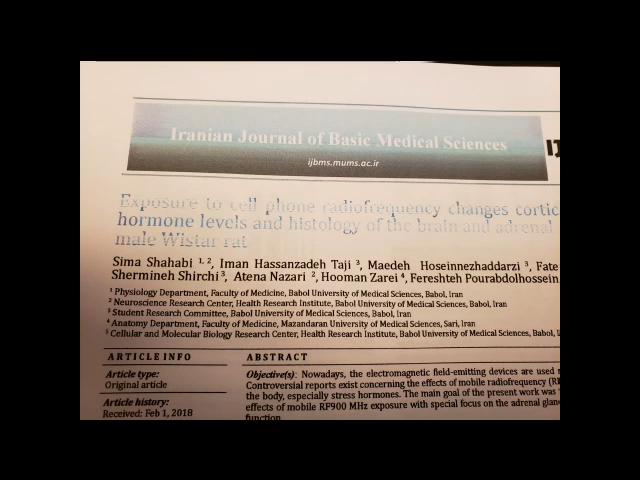 Iranian Journal of Basic Medical Sciences
ijbms.mums.ac.ir
Exposure to cell phone radiofrequency changes cortic
hormone levels and histology of the brain and adrenal
male Wistar rat
Sima Shahabi 1, 2, Iman Hassanzadeh Taji 3, Maedeh Hoseinnezhaddarzi 3, Fate
Shermineh Shirchi 3, Atena Nazari 2, Hooman Zarei 4, Fereshteh Pourabdolhossein
1 Physiology Department, Faculty of Medicine, Babol University of Medical Sciences, Babol, Iran
2 Neuroscience Research Center, Health Research Institute, Babol University of Medical Sciences, Babol, Iran
3 Student Research Committee, Babol University of Medical Sciences, Babol, Iran
4 Anatomy Department, Faculty of Medicine, Mazandaran University of Medical Sciences, Sari, Iran
5 Cellular and Molecular Biology Research Center, Health Research Institute, Babol University of Medical Sciences, Babol, I
ARTICLE INFO
Article type:
Original article
Article history:
Received: Feb 1, 2018
ABSTRACT
Objective(s): Nowadays, the electromagnetic field-emitting devices are used
Controversial reports exist concerning the effects of mobile radiofrequency (RF
the body, especially stress hormones. The main goal of the present work was
effects of mobile RF900 MHz exposure with special focus on the adrenal glan
function.